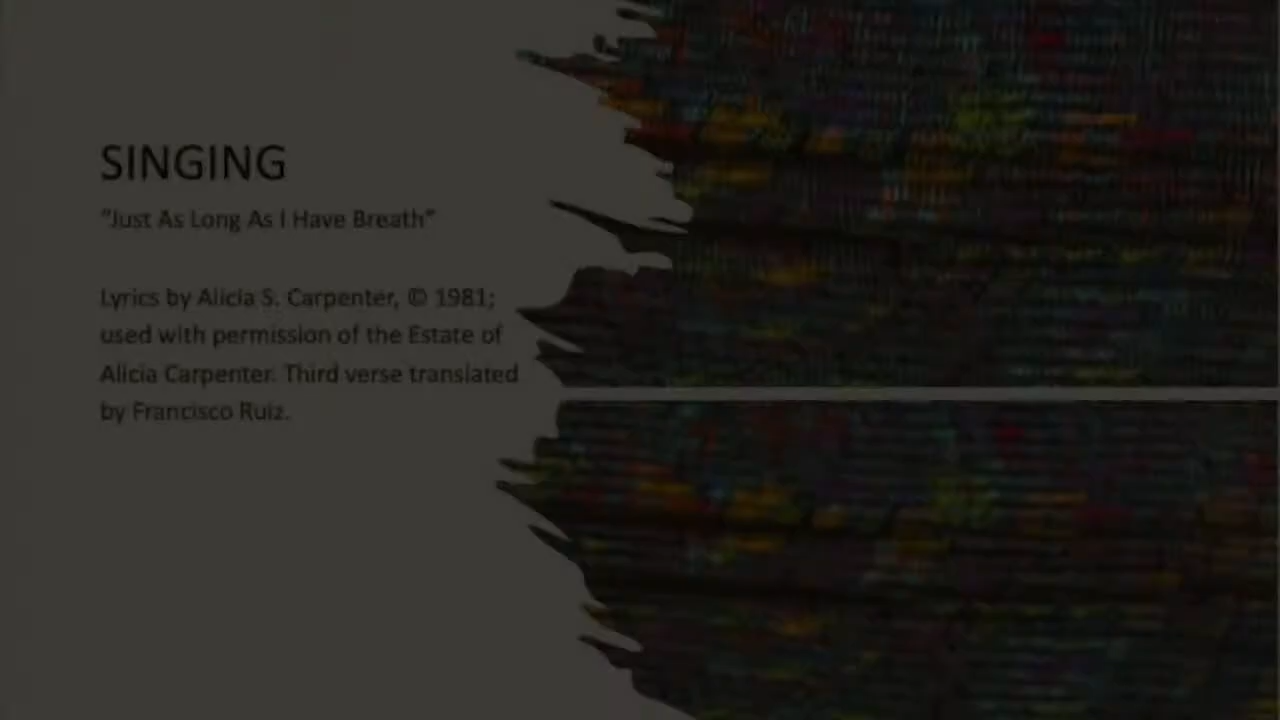 SINGING
“Just As Long As I Have Breath”
Lyrics by Alicia S. Carpenter, © 1981;
used with permission of the Estate of
Alicia Carpenter. Third verse translated
by Francisco Ruiz.